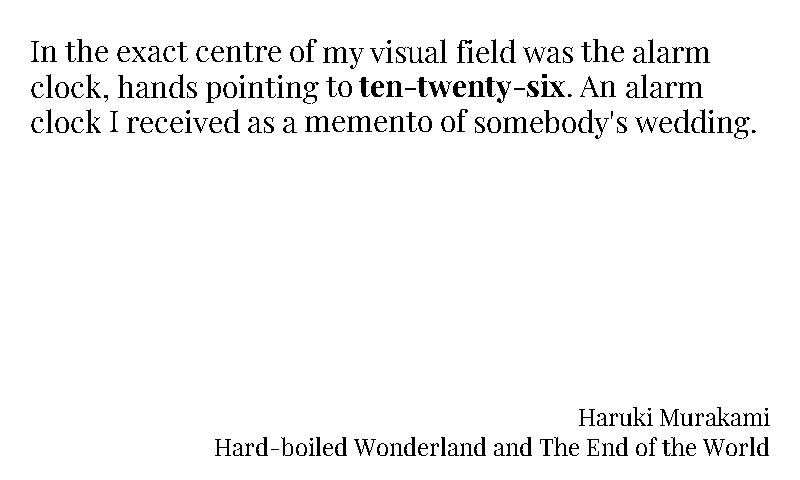 In the exact centre of my visual field was the alarm
clock, hands pointing to ten-twenty-six. An alarm
clock I received as a memento of somebody's wedding.
Haruki Murakami
Hard-boiled Wonderland and The End of the World